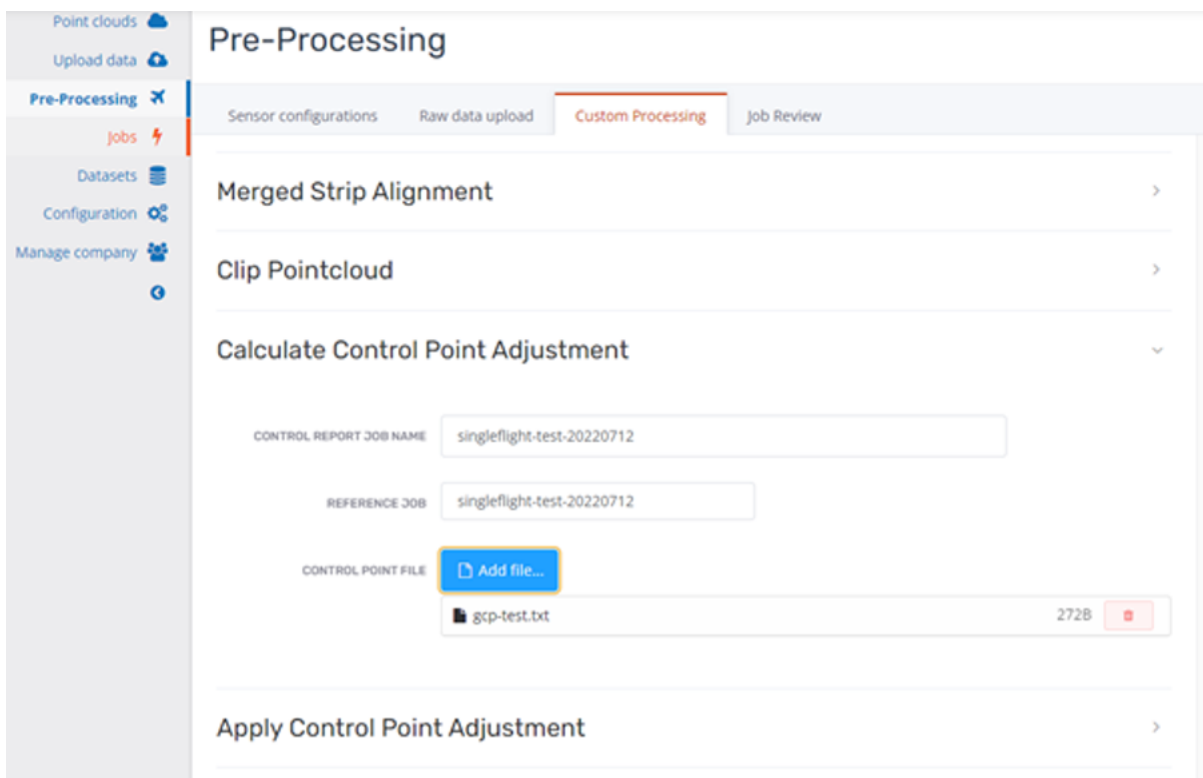 Point clouds
Upload data
Pre-Processing
Jobs
Datasets
Configuration
Manage company
Pre-Processing
Sensor configurations Raw data upload Custom Processing Job Review
Merged Strip Alignment
Clip Pointcloud
Calculate Control Point Adjustment
CONTROL REPORT JOB NAME singleflight-test-20220712
REFERENCE JOB singleflight-test-20220712
CONTROL POINT FILE Add file...
gcp-test.txt 272B
Apply Control Point Adjustment